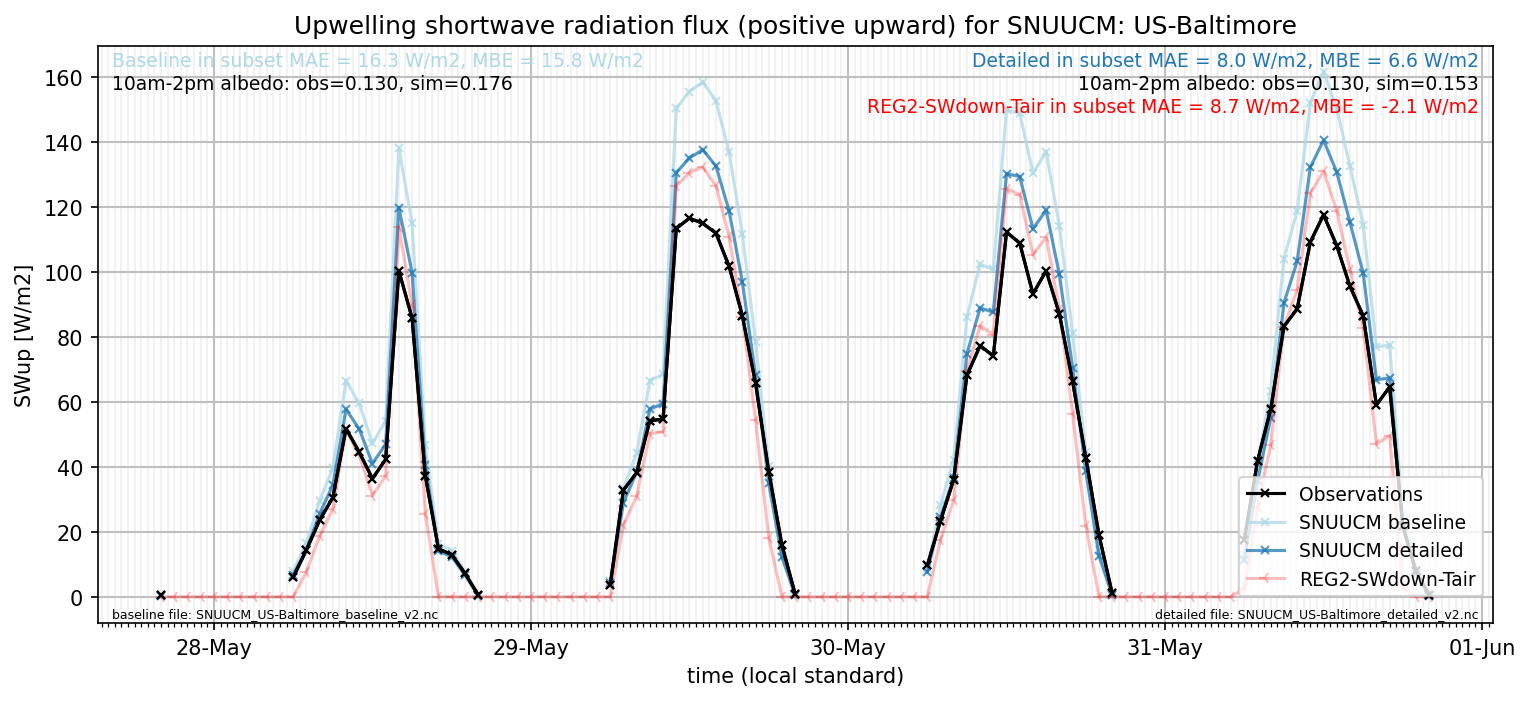 Upwelling shortwave radiation flux (positive upward) for SNUUCM: US-Baltimore
Baseline in subset MAE = 16.3 W/m2, MBE = 15.8 W/m2
10am-2pm albedo: obs=0.130, sim=0.176
Detailed in subset MAE = 8.0 W/m2, MBE = 6.6 W/m2
10am-2pm albedo: obs=0.130, sim=0.153
REG2-SWdown-Tair in subset MAE = 8.7 W/m2, MBE = -2.1 W/m2
SWup [W/m2]
160
140
120
100
80
60
40
20
0
Observations
SNUUCM baseline
SNUUCM detailed
REG2-SWdown-Tair
baseline file: SNUUCM_US-Baltimore_baseline_v2.nc
detailed file: SNUUCM_US-Baltimore_detailed_v2.nc
28-May
29-May
30-May
31-May
01-Jun
time (local standard)